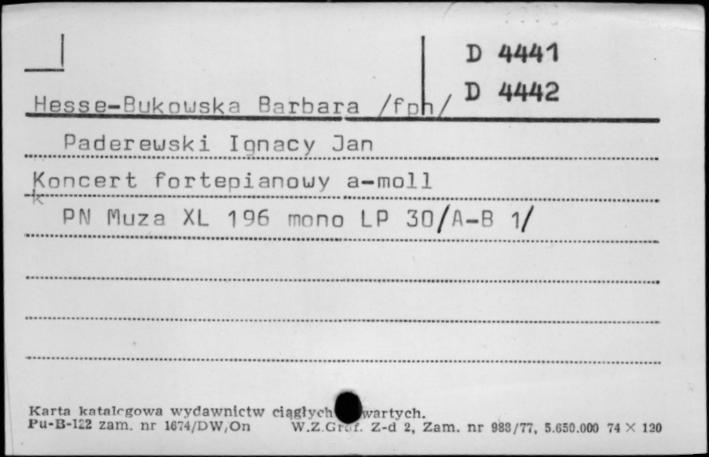 D 4441
D 4442
Hesse-Bukowska Barbara /fph/
Paderewski Ignacy Jan
Koncert fortepianowy a-moll
k
PN Muza XL 196 mono LP 30/A-B 1/
Karta katalogowa wydawnictw ciągłych wartych.
Pu-B-122 zam. nr 1674/DW/On W.Z.Graf. Z-d 2, Zam. nr 983/77, 5.650.000 74 × 120